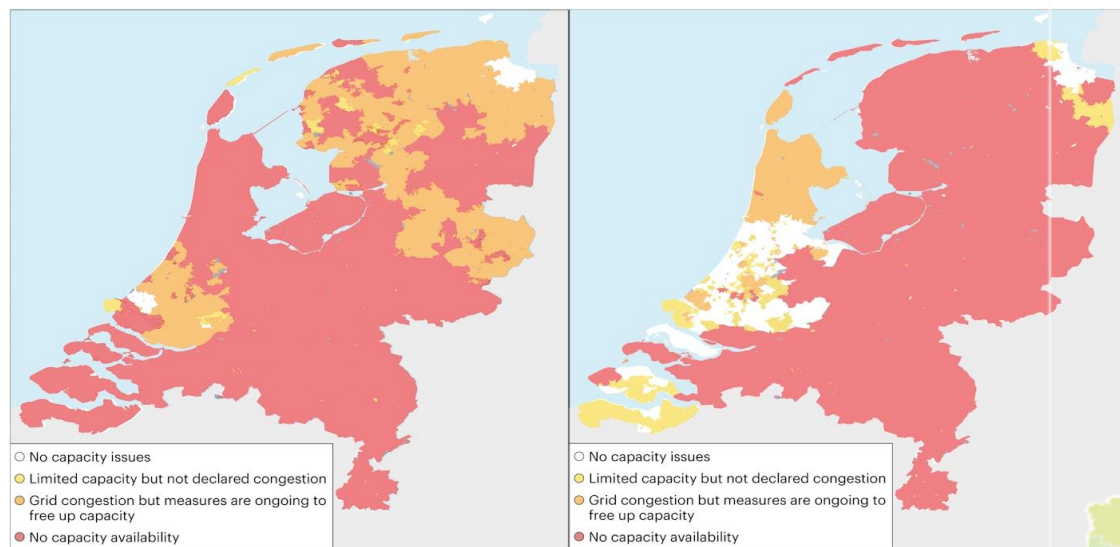 No capacity issues
Limited capacity but not declared congestion
Grid congestion but measures are ongoing to
free up capacity
No capacity availability
No capacity issues
Limited capacity but not declared congestion
Grid congestion but measures are ongoing to
free up capacity
No capacity availability